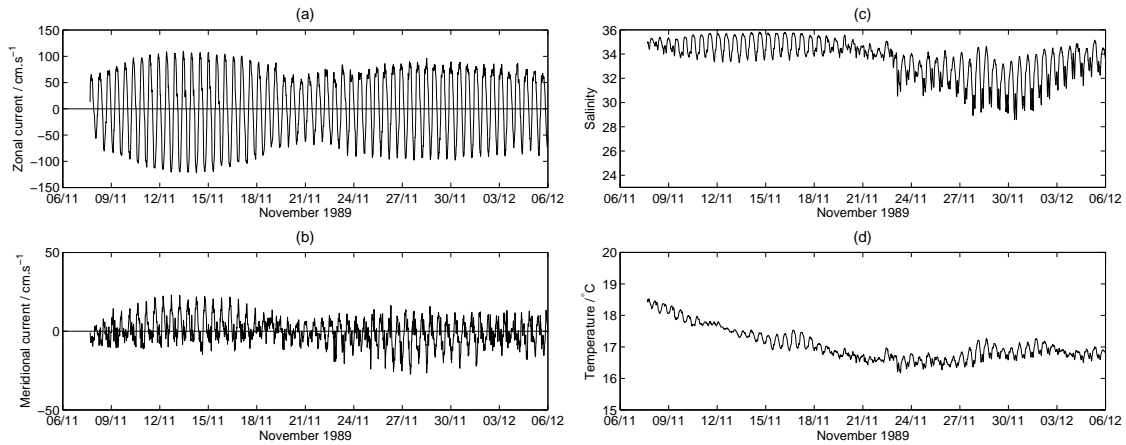 (a)
Zonal current / cm.s⁻¹
150
100
50
0
−50
−100
−150
06/11 09/11 12/11 15/11 18/11 21/11 24/11 27/11 30/11 03/12 06/12
November 1989
(b)
Meridional current / cm.s⁻¹
50
0
−50
06/11 09/11 12/11 15/11 18/11 21/11 24/11 27/11 30/11 03/12 06/12
November 1989
(c)
Salinity
36
34
32
30
28
26
24
06/11 09/11 12/11 15/11 18/11 21/11 24/11 27/11 30/11 03/12 06/12
November 1989
(d)
Temperature /°C
20
19
18
17
16
15
06/11 09/11 12/11 15/11 18/11 21/11 24/11 27/11 30/11 03/12 06/12
November 1989